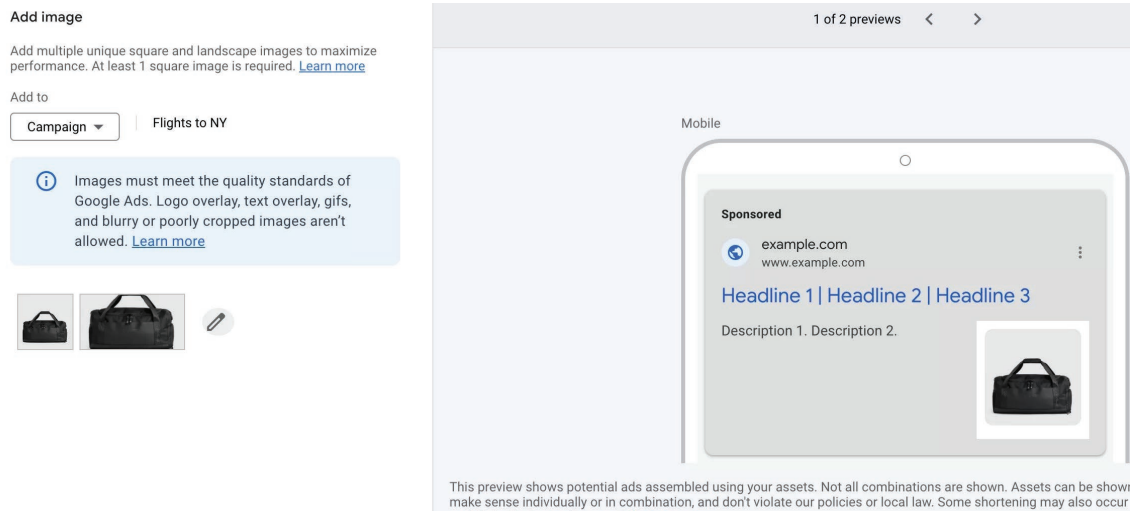 Add image
Add multiple unique square and landscape images to maximize
performance. At least 1 square image is required. Learn more
Add to
Campaign
Flights to NY
Images must meet the quality standards of
Google Ads. Logo overlay, text overlay, gifs,
and blurry or poorly cropped images aren't
allowed. Learn more
1 of 2 previews
Mobile
Sponsored
example.com
www.example.com
Headline 1 | Headline 2 | Headline 3
Description 1. Description 2.
This preview shows potential ads assembled using your assets. Not all combinations are shown. Assets can be shown
make sense individually or in combination, and don't violate our policies or local law. Some shortening may also occur